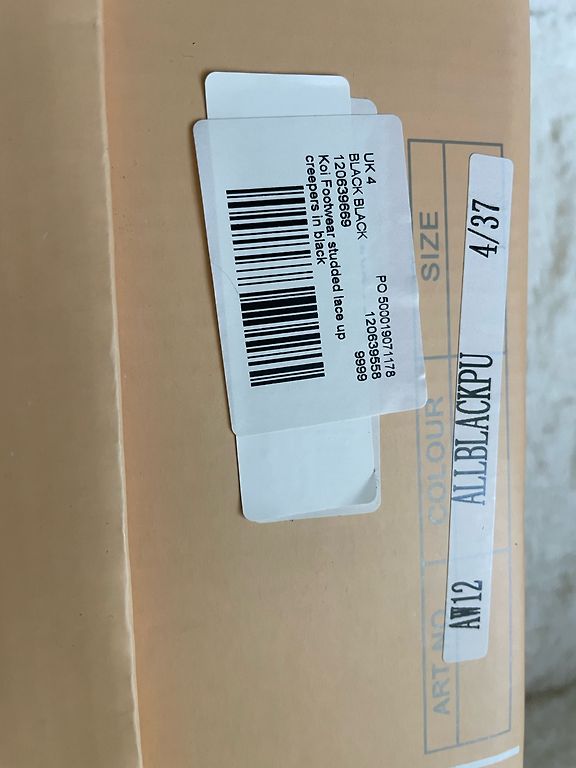 UK 4
BLACK BLACK
120639669
Koi Footwear studded lace up
creepers in black
PO 500019071178
120639558
9999
ART NO
COLOUR
SIZE
AW12
ALLBLACKPU
4/37